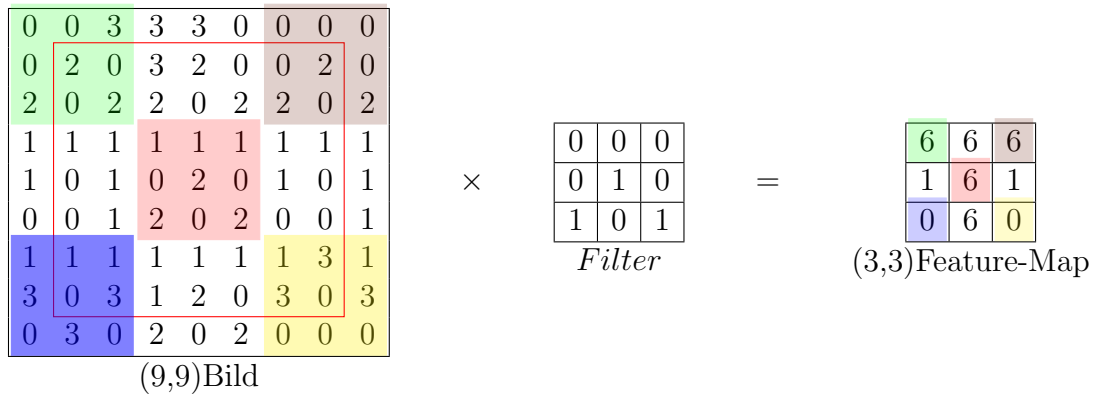 0 0 3 3 3 0 0 0 0
0 2 0 3 2 0 0 2 0
2 0 2 2 0 2 2 0 2
1 1 1 1 1 1 1 1 1
1 0 1 0 2 0 1 0 1
0 0 1 2 0 2 0 0 1
1 1 1 1 1 1 1 3 1
3 0 3 1 2 0 3 0 3
0 3 0 2 0 2 0 0 0
(9,9)Bild
×
0 0 0
0 1 0
1 0 1
Filter
=
6 6 6
1 6 1
0 6 0
(3,3)Feature-Map